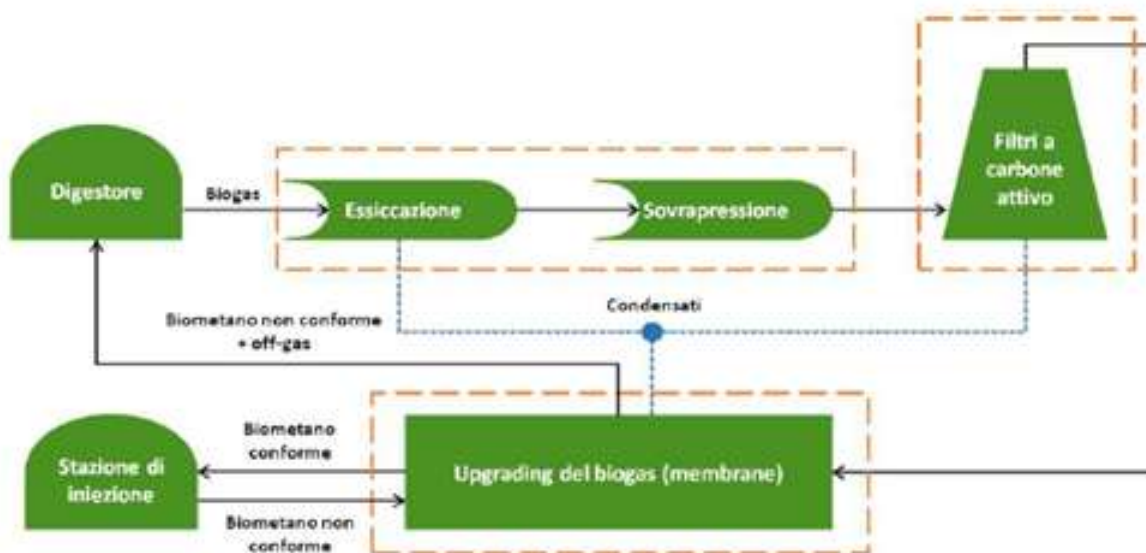 Filtri a
carbone
attivo
Digestore
Biogas
Essiccazione
Sovrapressione
Condensati
Biometano non conforme
+ off-gas
Biometano
conforme
Stazione di
iniezione
Upgrading del biogas (membrane)
Biometano non
conforme